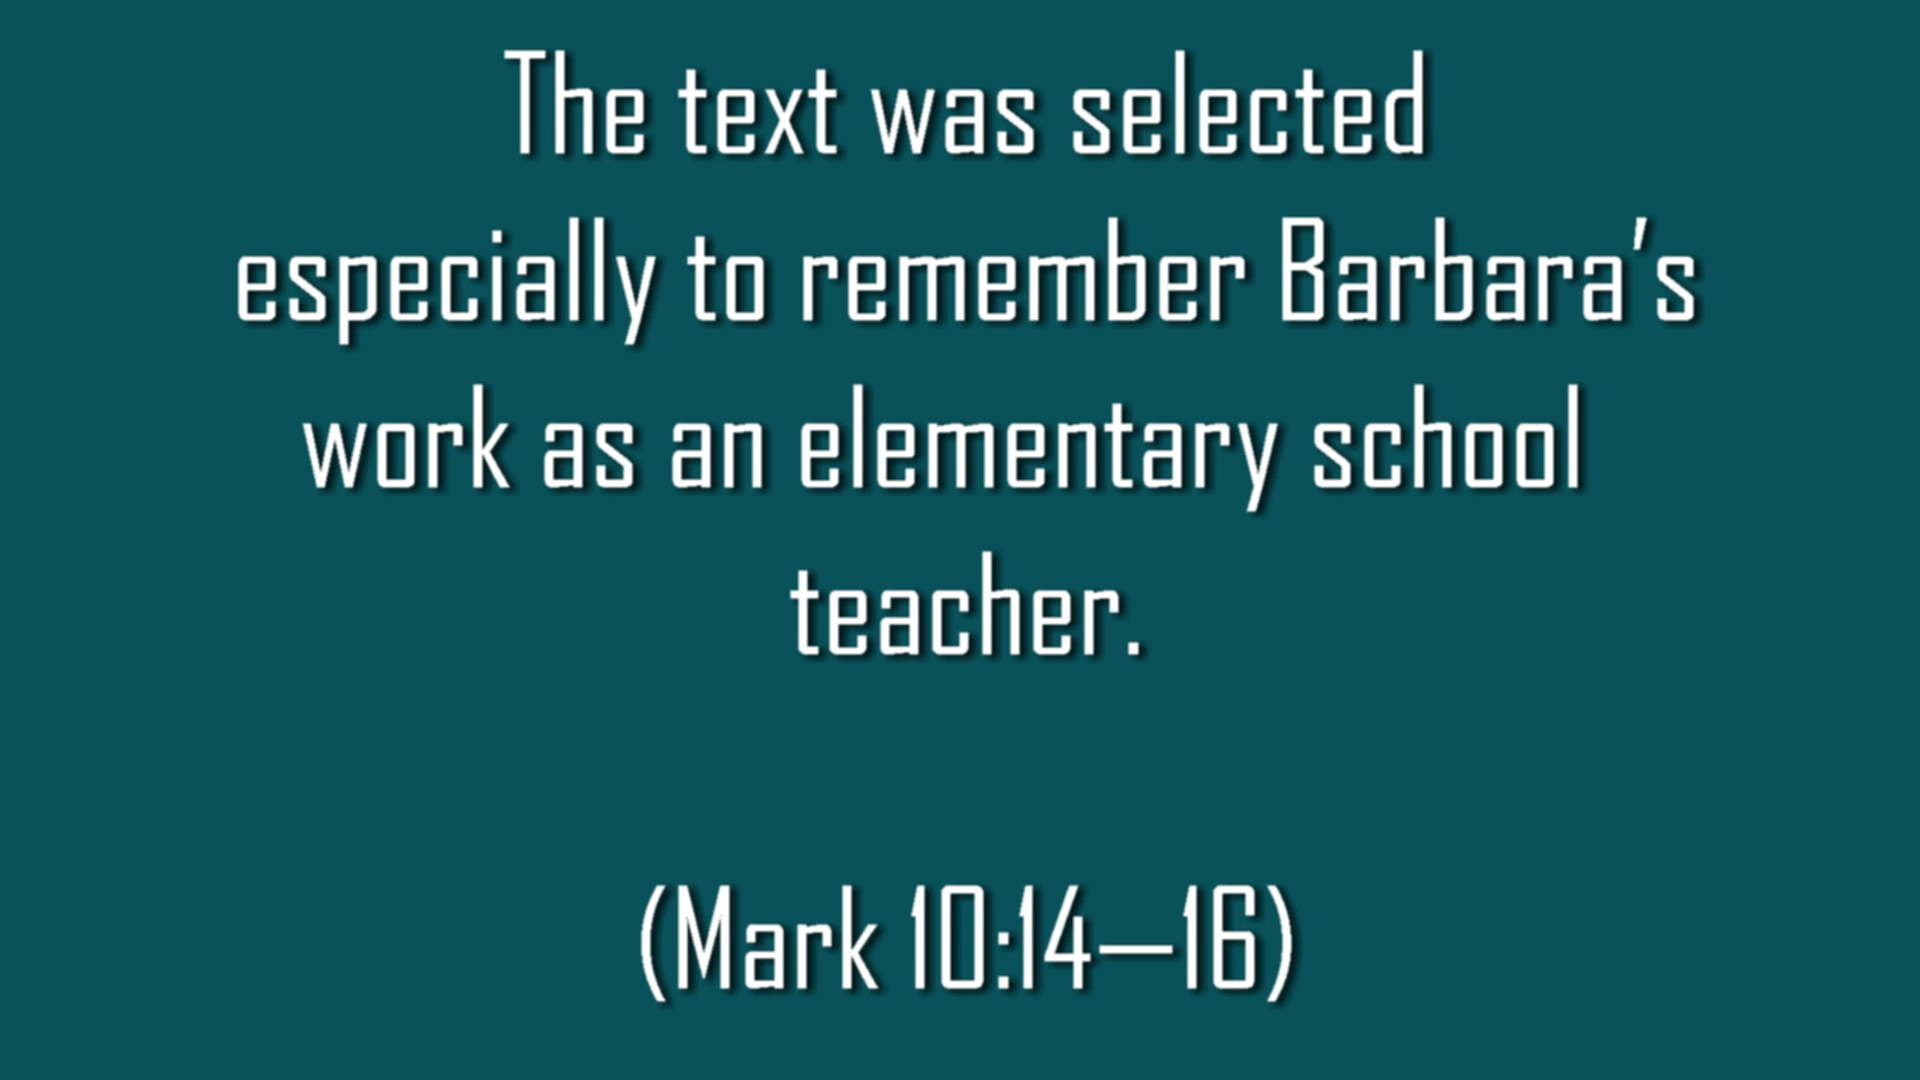 The text was selected
especially to remember Barbara’s
work as an elementary school
teacher.
(Mark 10:14—16)